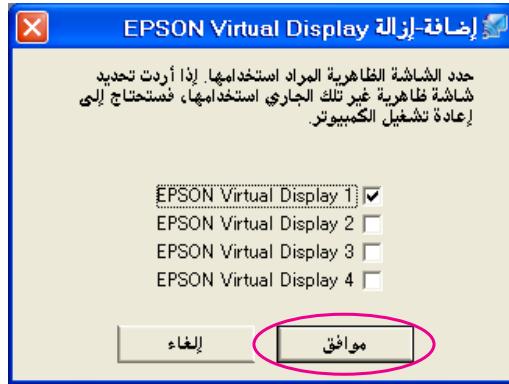 إضافة-إزالة EPSON Virtual Display
حدد الشاشة الظاهرية المراد استخدامها. إذا أردت تحديد
شاشة ظاهرية غير تلك الجاري استخدامها، فستحتاج إلى
إعادة تشغيل الكمبيوتر.
EPSON Virtual Display 1
EPSON Virtual Display 2
EPSON Virtual Display 3
EPSON Virtual Display 4
موافق
إلغاء